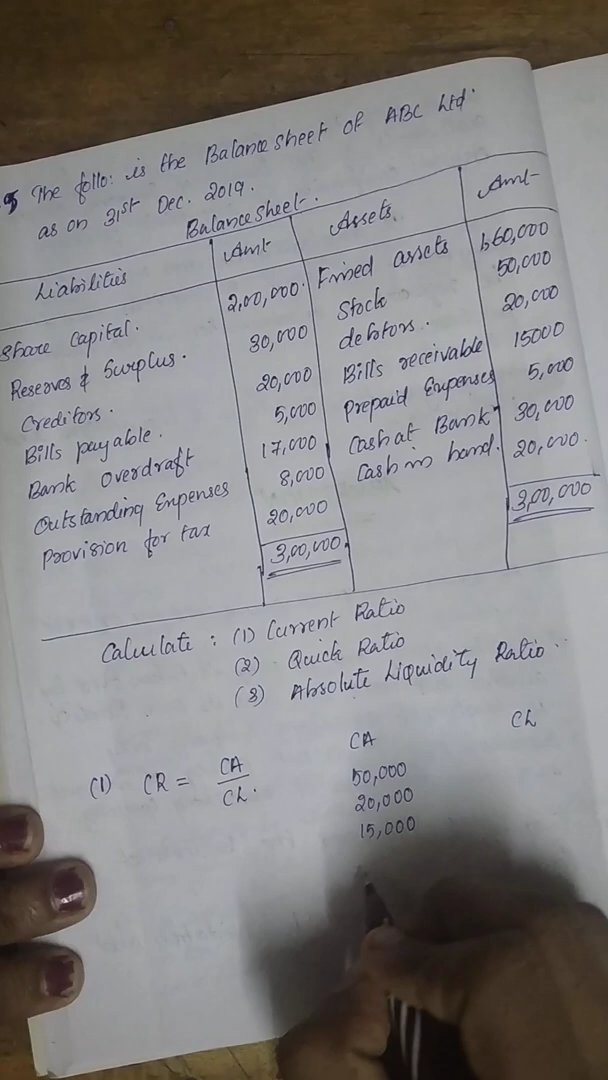 5 The follo: is the Balance sheet of ABC Ltd.
as on 31st Dec. 2019.
Balance sheet.
Liabilities Amt Assets Amt
Share Capital. 2,00,000. Fixed assets 1,60,000
Reserves & Surplus. 30,000 Stock 50,000
Creditors. 20,000 debtors. 20,000
Bills payable. 5,000 Bills receivable 15000
Bank Overdraft 17,000 Prepaid Expenses 5,000
Outstanding Expenses 8,000 Cash at Bank 30,000
Provision for tax 20,000 Cash in hand. 20,000.
3,00,000. 3,00,000
Calculate : (1) Current Ratio
(2) Quick Ratio
(3) Absolute Liquidity Ratio.
(1) CR = CA CA CL
CL. 50,000
20,000
15,000